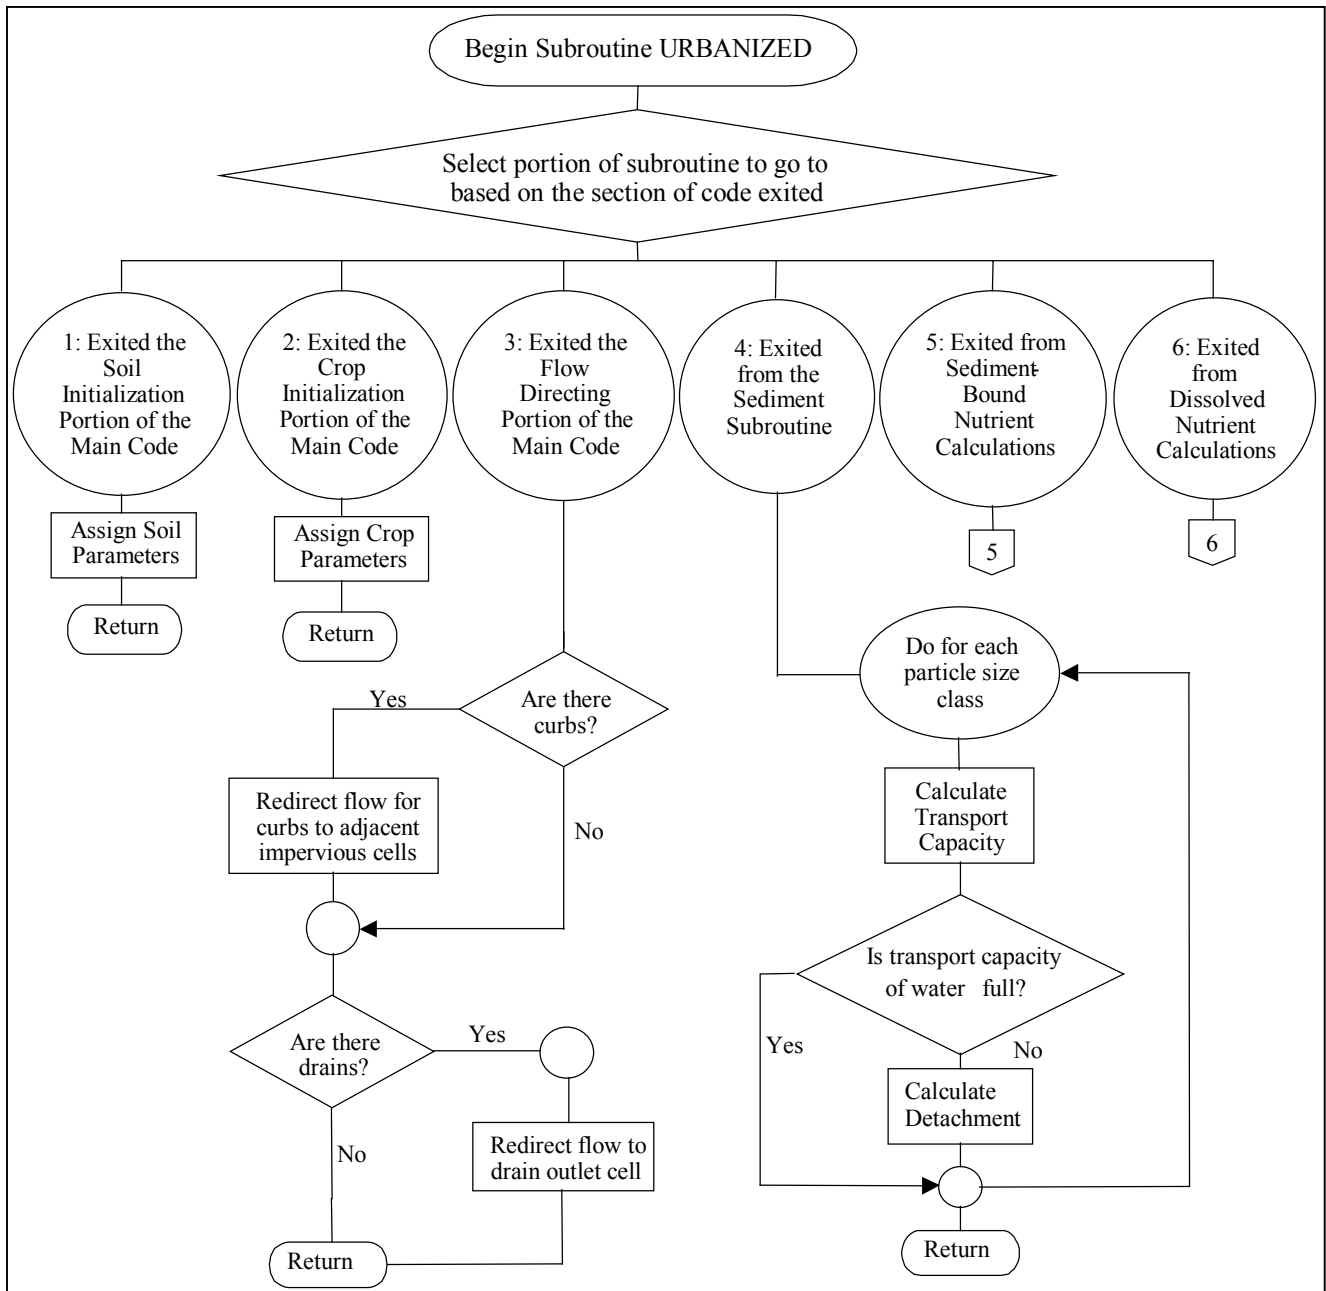 Begin Subroutine URBANIZED
Select portion of subroutine to go to
based on the section of code exited
1: Exited the
Soil
Initialization
Portion of the
Main Code
2: Exited the
Crop
Initialization
Portion of the
Main Code
3: Exited the
Flow
Directing
Portion of the
Main Code
4: Exited
from the
Sediment
Subroutine
5: Exited from
Sediment-
Bound
Nutrient
Calculations
6: Exited
from
Dissolved
Nutrient
Calculations
Assign Soil
Parameters
Return
Assign Crop
Parameters
Return
5
6
Are there
curbs?
Yes
No
Redirect flow for
curbs to adjacent
impervious cells
Are there
drains?
Yes
No
Redirect flow to
drain outlet cell
Return
Do for each
particle size
class
Calculate
Transport
Capacity
Is transport capacity
of water full?
Yes
No
Calculate
Detachment
Return